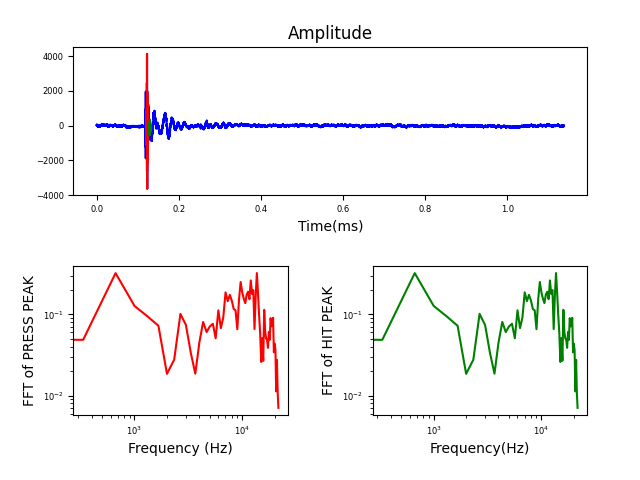 Amplitude
4000
2000
0
−2000
−4000
0.0 0.2 0.4 0.6 0.8 1.0
Time(ms)
FFT of PRESS PEAK
10⁻¹
10⁻²
10³ 10⁴
Frequency (Hz)
FFT of HIT PEAK
10⁻¹
10⁻²
10³ 10⁴
Frequency(Hz)